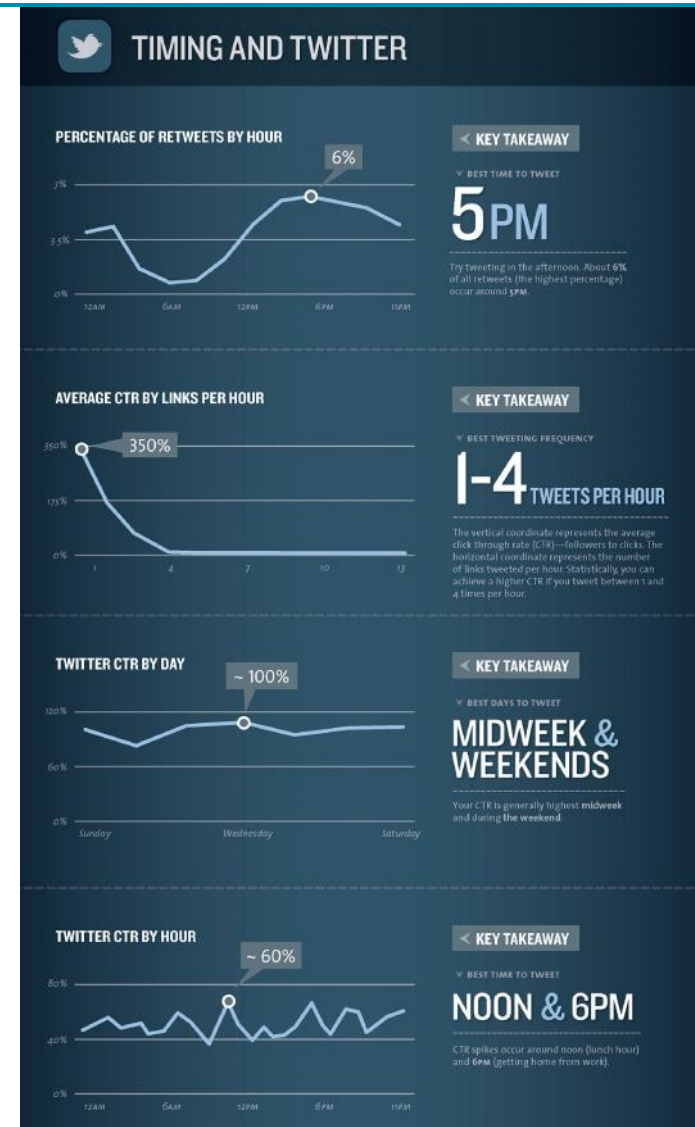 TIMING AND TWITTER
PERCENTAGE OF RETWEETS BY HOUR
6%
7%
3.5%
0%
12AM 6AM 12PM 6PM 11PM
< KEY TAKEAWAY
BEST TIME TO TWEET
5PM
Try tweeting in the afternoon. About 6%
of all retweets (the highest percentage)
occur around 5PM.
AVERAGE CTR BY LINKS PER HOUR
350%
350%
175%
0%
1 4 7 10 13
< KEY TAKEAWAY
BEST TWEETING FREQUENCY
1-4 TWEETS PER HOUR
The vertical coordinate represents the average
click through rate (CTR)—followers to clicks. The
horizontal coordinate represents the number
of links tweeted per hour. Statistically, you can
achieve a higher CTR if you tweet between 1 and
4 times per hour.
TWITTER CTR BY DAY
~ 100%
120%
60%
0%
Sunday Wednesday Saturday
< KEY TAKEAWAY
BEST DAYS TO TWEET
MIDWEEK &
WEEKENDS
Your CTR is generally highest midweek
and during the weekend.
TWITTER CTR BY HOUR
~ 60%
80%
40%
0%
12AM 6AM 12PM 6PM 11PM
< KEY TAKEAWAY
BEST TIME TO TWEET
NOON & 6PM
CTR spikes occur around noon (lunch hour)
and 6PM (getting home from work).